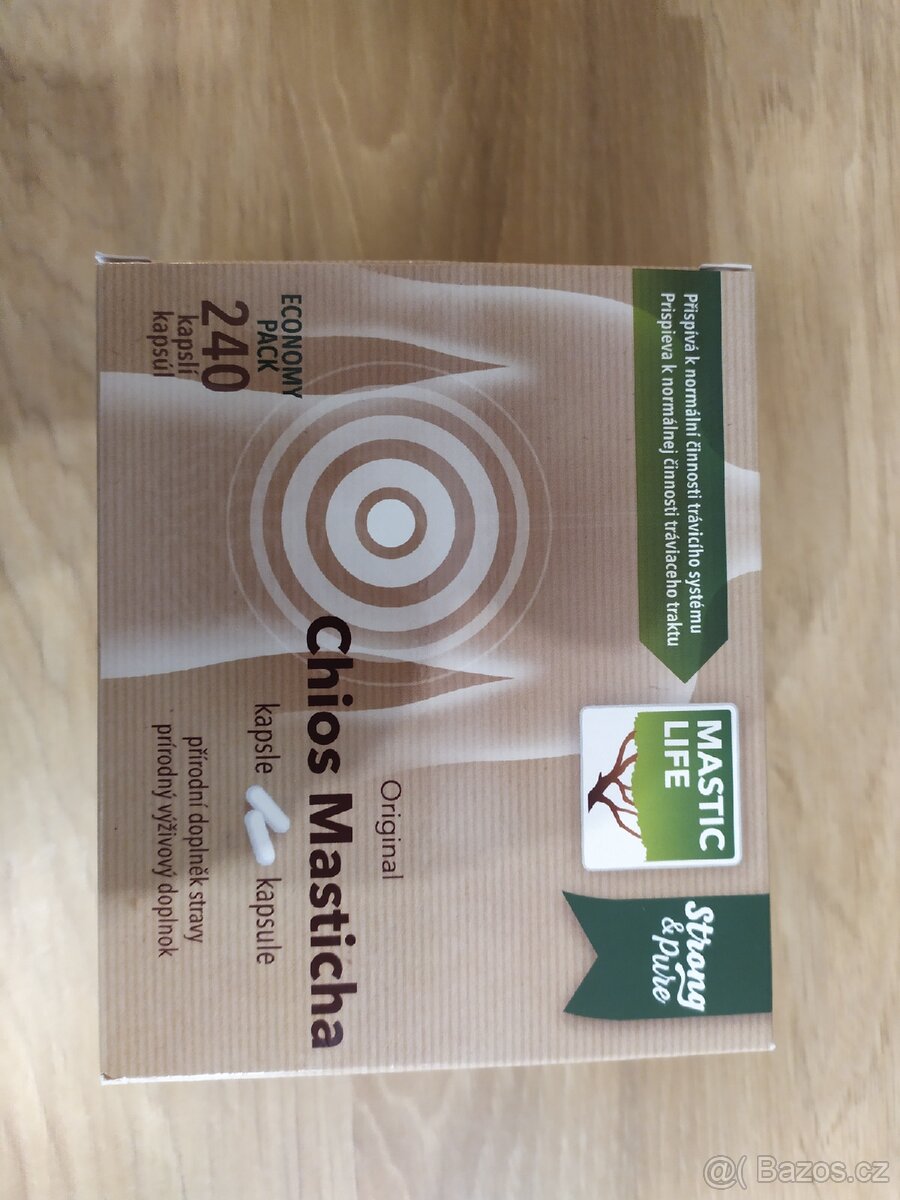 Přispívá k normální činnosti trávicího systému
Prispieva k normálnej činnosti tráviaceho traktu
MASTIC
LIFE
Strong
& pure
ECONOMY
PACK
240
kapslí
kapsúl
Original
Chios Masticha
kapsle kapsule
přírodní doplněk stravy
prírodný výživový doplnok
@( Bazos.cz